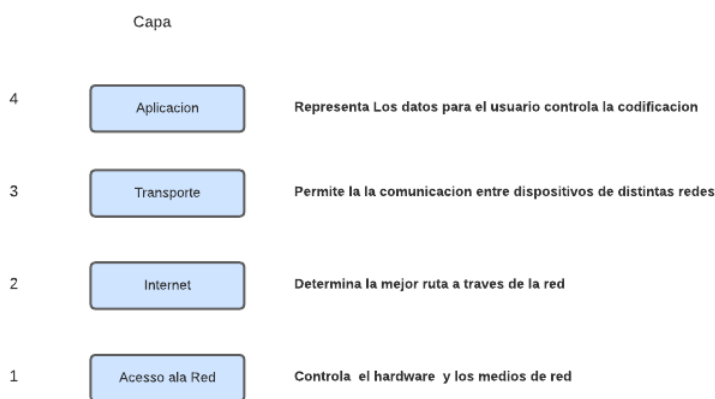 Capa
4 Aplicacion Representa Los datos para el usuario controla la codificacion
3 Transporte Permite la la comunicacion entre dispositivos de distintas redes
2 Internet Determina la mejor ruta a traves de la red
1 Acesso ala Red Controla el hardware y los medios de red